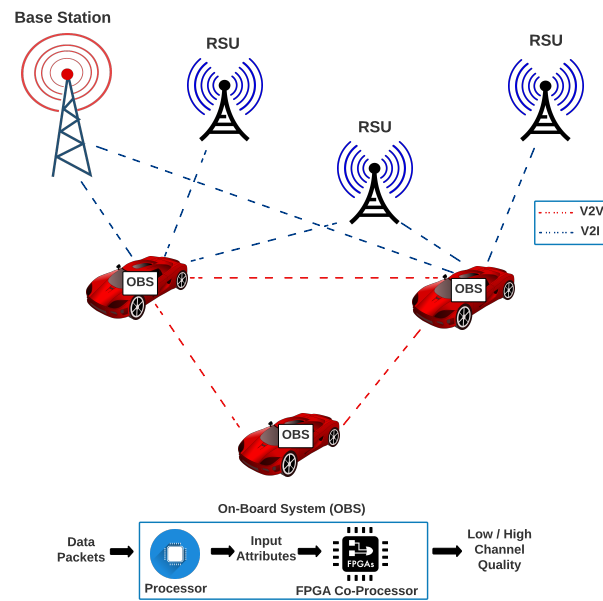 Base Station
RSU
RSU
RSU
V2V
V2I
OBS
OBS
OBS
On-Board System (OBS)
Data
Packets
Processor
Input
Attributes
FPGAs
FPGA Co-Processor
Low / High
Channel
Quality